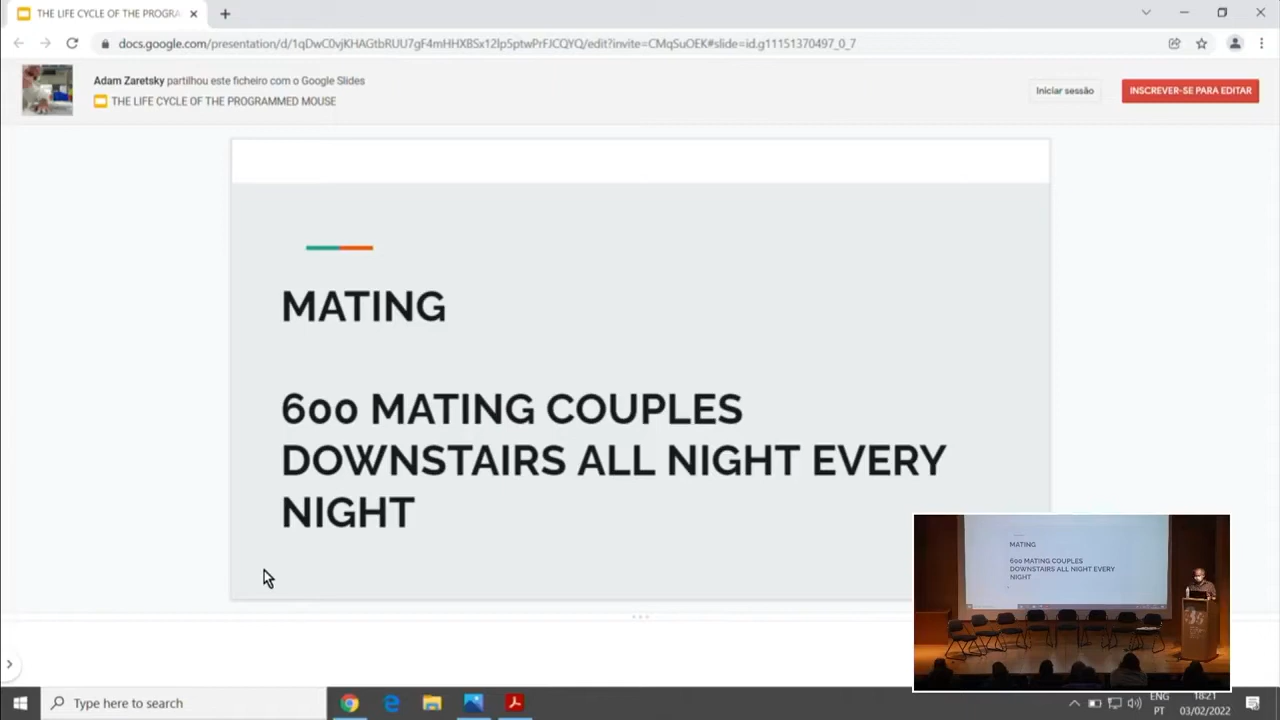 THE LIFE CYCLE OF THE PROGRA
docs.google.com/presentation/d/1qDwC0vjKHAGtbRUU7gF4mHHXBSx12Ip5ptwPrFJCQYQ/edit?invite=CMqSuOEK#slide=id.g11151370497_0_7
Adam Zaretsky partilhou este ficheiro com o Google Slides
THE LIFE CYCLE OF THE PROGRAMMED MOUSE
Iniciar sessão
INSCREVER-SE PARA EDITAR
MATING
600 MATING COUPLES
DOWNSTAIRS ALL NIGHT EVERY
NIGHT
MATING
600 MATING COUPLES
DOWNSTAIRS ALL NIGHT EVERY
NIGHT
Type here to search
ENG
PT
18:21
03/02/2022